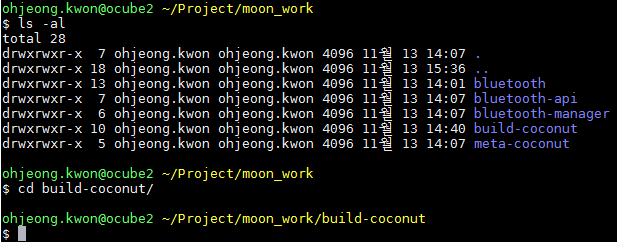 ohjeong.kwon@ocube2 ~/Project/moon_work
$ ls -al
total 28
drwxrwxr-x  7 ohjeong.kwon ohjeong.kwon 4096 11월 13 14:07 .
drwxrwxr-x 18 ohjeong.kwon ohjeong.kwon 4096 11월 13 15:36 ..
drwxrwxr-x 13 ohjeong.kwon ohjeong.kwon 4096 11월 13 14:01 bluetooth
drwxrwxr-x  7 ohjeong.kwon ohjeong.kwon 4096 11월 13 14:07 bluetooth-api
drwxrwxr-x  6 ohjeong.kwon ohjeong.kwon 4096 11월 13 14:07 bluetooth-manager
drwxrwxr-x 10 ohjeong.kwon ohjeong.kwon 4096 11월 13 14:40 build-coconut
drwxrwxr-x  5 ohjeong.kwon ohjeong.kwon 4096 11월 13 14:07 meta-coconut
ohjeong.kwon@ocube2 ~/Project/moon_work
$ cd build-coconut/
ohjeong.kwon@ocube2 ~/Project/moon_work/build-coconut
$